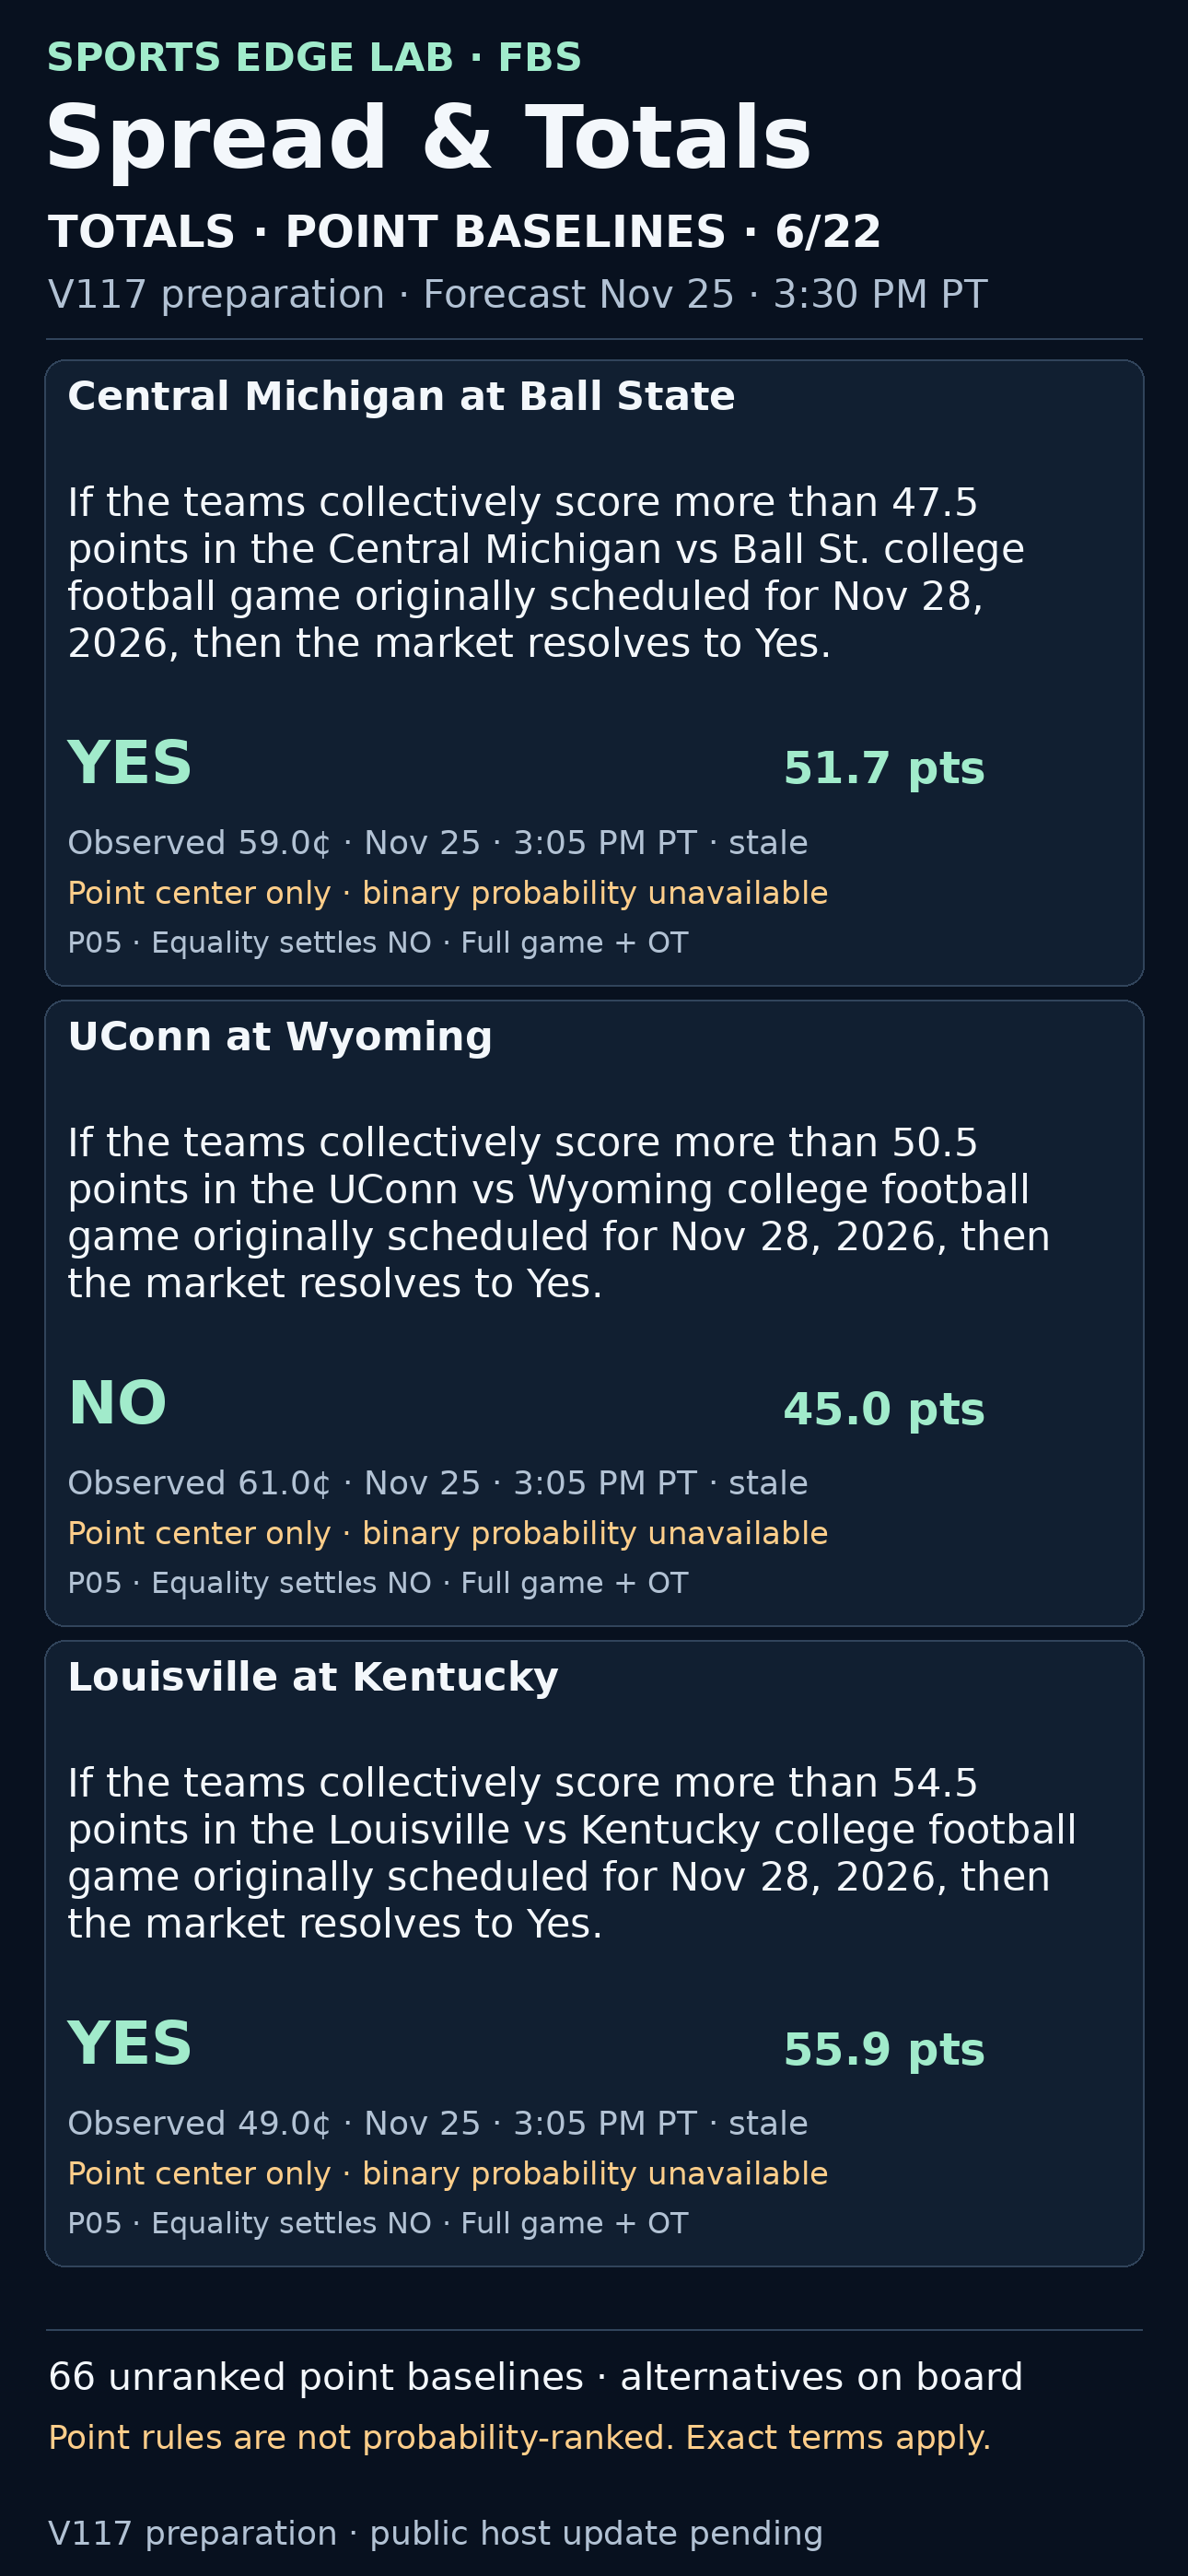 SPORTS EDGE LAB · FBS
Spread & Totals
TOTALS · POINT BASELINES · 6/22
V117 preparation · Forecast Nov 25 · 3:30 PM PT
Central Michigan at Ball State
If the teams collectively score more than 47.5
points in the Central Michigan vs Ball St. college
football game originally scheduled for Nov 28,
2026, then the market resolves to Yes.
YES 51.7 pts
Observed 59.0¢ · Nov 25 · 3:05 PM PT · stale
Point center only · binary probability unavailable
P05 · Equality settles NO · Full game + OT
UConn at Wyoming
If the teams collectively score more than 50.5
points in the UConn vs Wyoming college football
game originally scheduled for Nov 28, 2026, then
the market resolves to Yes.
NO 45.0 pts
Observed 61.0¢ · Nov 25 · 3:05 PM PT · stale
Point center only · binary probability unavailable
P05 · Equality settles NO · Full game + OT
Louisville at Kentucky
If the teams collectively score more than 54.5
points in the Louisville vs Kentucky college football
game originally scheduled for Nov 28, 2026, then
the market resolves to Yes.
YES 55.9 pts
Observed 49.0¢ · Nov 25 · 3:05 PM PT · stale
Point center only · binary probability unavailable
P05 · Equality settles NO · Full game + OT
66 unranked point baselines · alternatives on board
Point rules are not probability-ranked. Exact terms apply.
V117 preparation · public host update pending